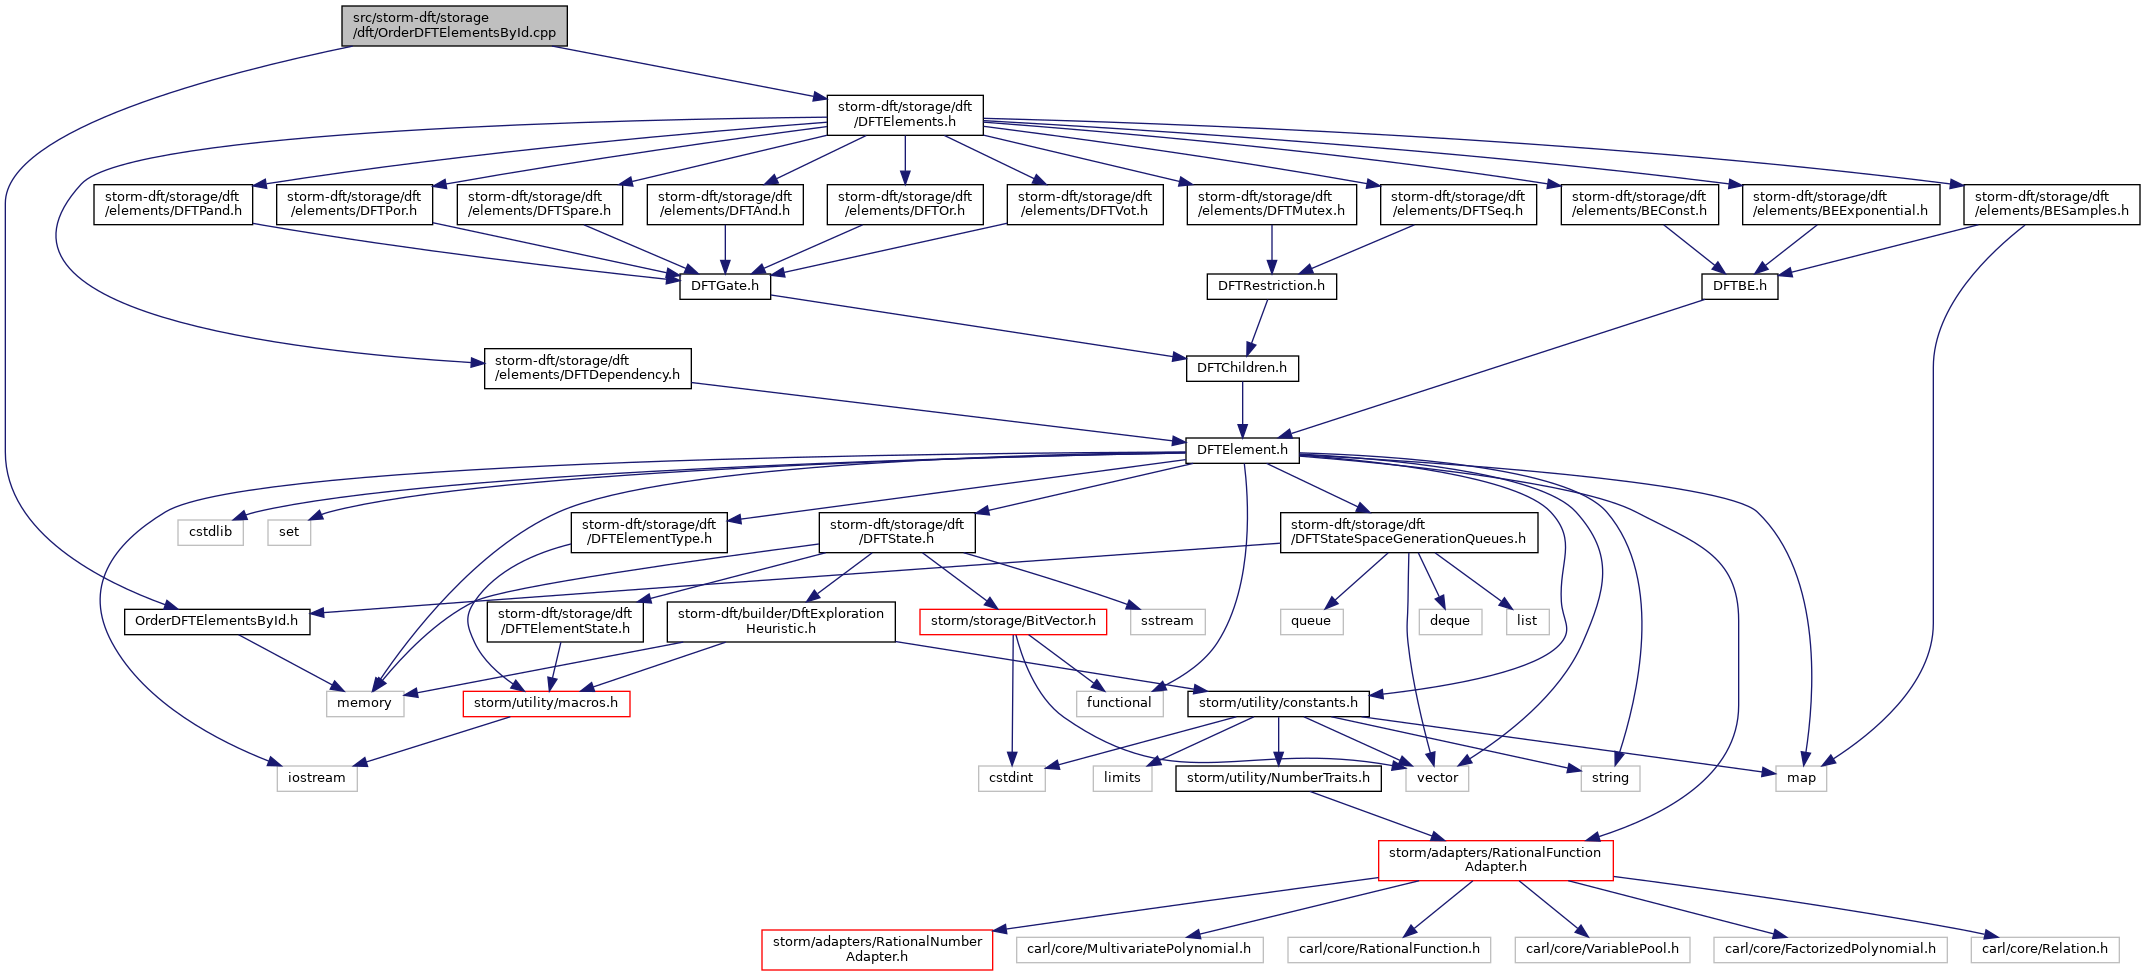 src/storm-dft/storage
/dft/OrderDFTElementsById.cpp
storm-dft/storage/dft
/DFTElements.h
storm-dft/storage/dft
/elements/DFTPand.h
storm-dft/storage/dft
/elements/DFTPor.h
storm-dft/storage/dft
/elements/DFTSpare.h
storm-dft/storage/dft
/elements/DFTAnd.h
storm-dft/storage/dft
/elements/DFTOr.h
storm-dft/storage/dft
/elements/DFTVot.h
storm-dft/storage/dft
/elements/DFTMutex.h
storm-dft/storage/dft
/elements/DFTSeq.h
storm-dft/storage/dft
/elements/BEConst.h
storm-dft/storage/dft
/elements/BEExponential.h
storm-dft/storage/dft
/elements/BESamples.h
DFTGate.h
DFTRestriction.h
DFTBE.h
storm-dft/storage/dft
/elements/DFTDependency.h
DFTChildren.h
DFTElement.h
cstdlib
set
storm-dft/storage/dft
/DFTElementType.h
storm-dft/storage/dft
/DFTState.h
storm-dft/storage/dft
/DFTStateSpaceGenerationQueues.h
OrderDFTElementsById.h
storm-dft/storage/dft
/DFTElementState.h
storm-dft/builder/DftExploration
Heuristic.h
storm/storage/BitVector.h
sstream
queue
deque
list
memory
storm/utility/macros.h
functional
storm/utility/constants.h
iostream
cstdint
limits
storm/utility/NumberTraits.h
vector
string
map
storm/adapters/RationalFunction
Adapter.h
storm/adapters/RationalNumber
Adapter.h
carl/core/MultivariatePolynomial.h
carl/core/RationalFunction.h
carl/core/VariablePool.h
carl/core/FactorizedPolynomial.h
carl/core/Relation.h